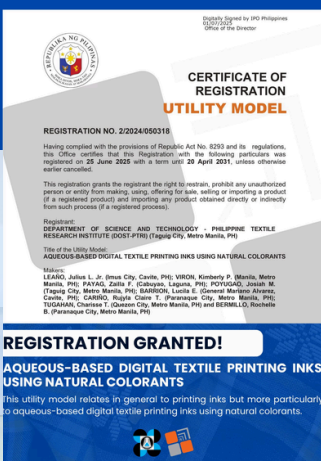 Digitally Signed by IPO Philippines
01/07/2025
Office of the Director
REPUBLIKA NG PILIPINAS
CERTIFICATE OF
REGISTRATION
UTILITY MODEL
REGISTRATION NO. 2/2024/050318
Having complied with the provisions of Republic Act No. 8293 and its regulations,
this Office certifies that this Registration with the following particulars was
registered on 25 June 2025 with a term until 20 April 2031, unless otherwise
earlier cancelled.
This registration grants the registrant the right to restrain, prohibit any unauthorized
person or entity from making, using, offering for sale, selling or importing a product
(if a registered product) and importing any product obtained directly or indirectly
from such process (if a registered process).
Registrant:
DEPARTMENT OF SCIENCE AND TECHNOLOGY - PHILIPPINE TEXTILE
RESEARCH INSTITUTE (DOST-PTRI) (Taguig City, Metro Manila, PH)
Title of the Utility Model:
AQUEOUS-BASED DIGITAL TEXTILE PRINTING INKS USING NATURAL COLORANTS
Makers:
LEAÑO, Julius L. Jr. (Imus City, Cavite, PH); VIRON, Kimberly P. (Manila, Metro
Manila, PH); PAYAG, Zailla F. (Cabuyao, Laguna, PH); POYUGAO, Josiah M.
(Taguig City, Metro Manila, PH); BARRION, Lucila E. (General Mariano Alvarez,
Cavite, PH); CARIÑO, Rujyla Claire T. (Paranaque City, Metro Manila, PH);
TUGAHAN, Charisse T. (Quezon City, Metro Manila, PH) and BERMILLO, Rochelle
B. (Paranaque City, Metro Manila, PH)
REGISTRATION GRANTED!
AQUEOUS-BASED DIGITAL TEXTILE PRINTING INKS
USING NATURAL COLORANTS
This utility model relates in general to printing inks but more particularly
to aqueous-based digital textile printing inks using natural colorants.